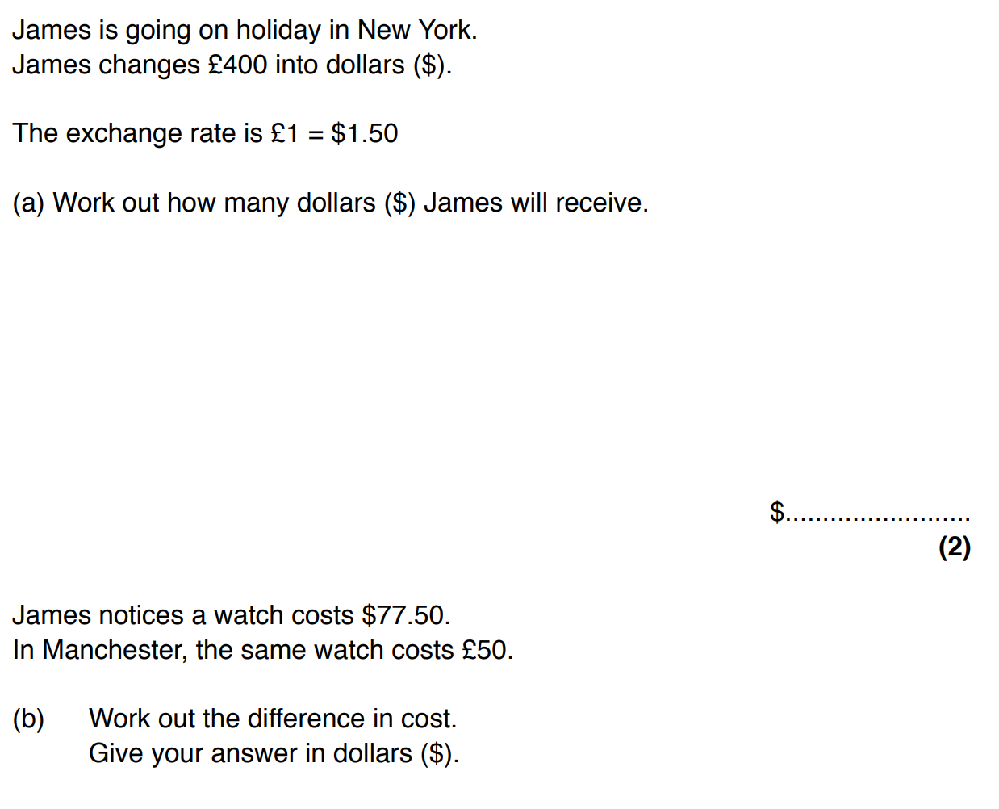 James is going on holiday in New York.
James changes £400 into dollars ($).
The exchange rate is £1 = $1.50
(a) Work out how many dollars ($) James will receive.
$.........................
(2)
James notices a watch costs $77.50.
In Manchester, the same watch costs £50.
(b) Work out the difference in cost.
Give your answer in dollars ($).